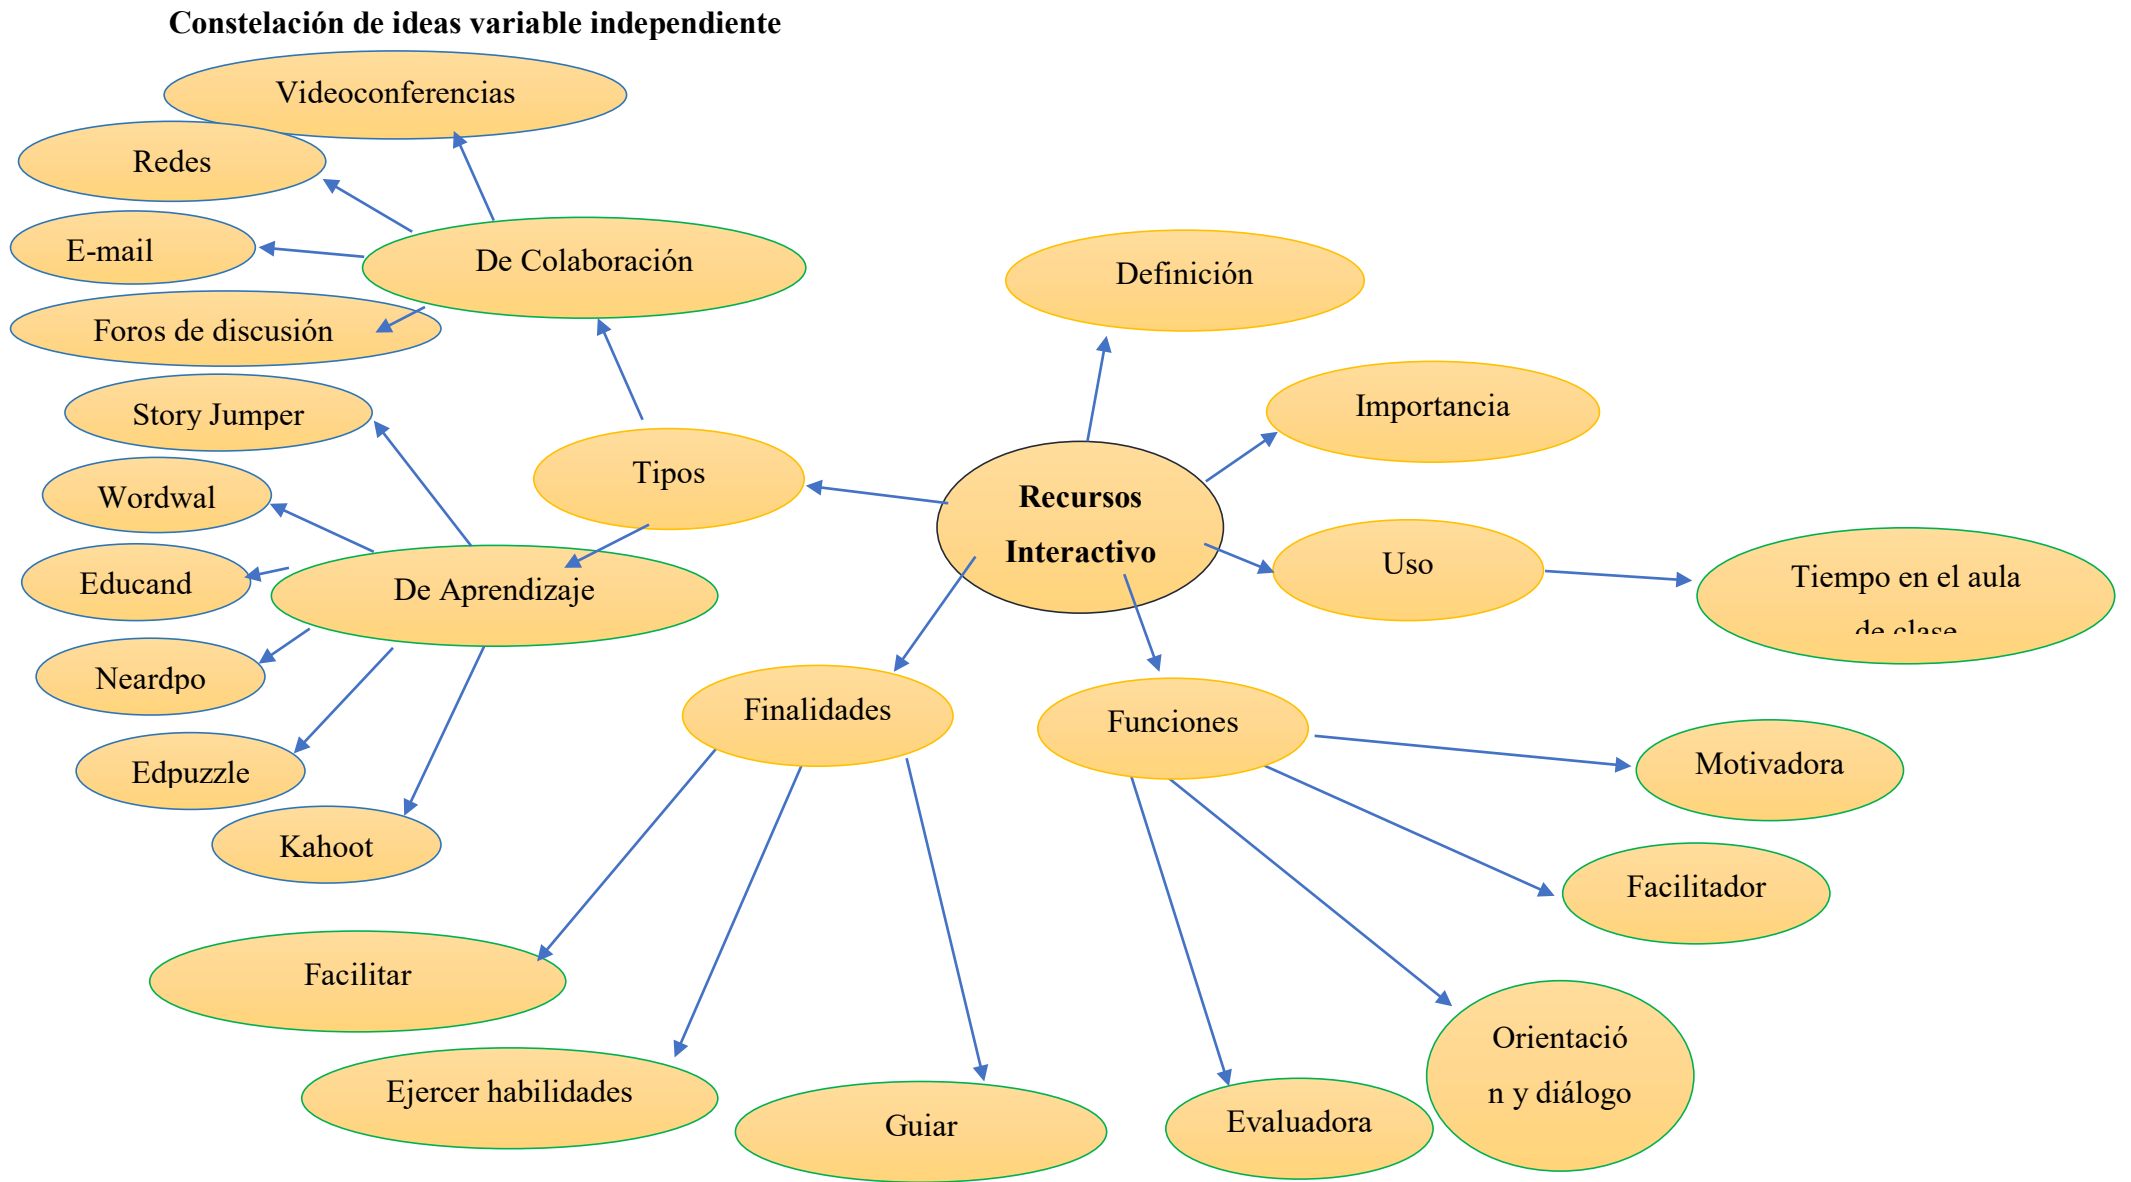 Constelación de ideas variable independiente
Videoconferencias
Redes
E-mail
De Colaboración
Foros de discusión
Definición
Story Jumper
Importancia
Tipos
Wordwal
Recursos
Interactivo
Educand
De Aprendizaje
Uso
Tiempo en el aula
de clase
Neardpo
Finalidades
Funciones
Edpuzzle
Motivadora
Kahoot
Facilitador
Facilitar
Orientació
n y diálogo
Ejercer habilidades
Guiar
Evaluadora